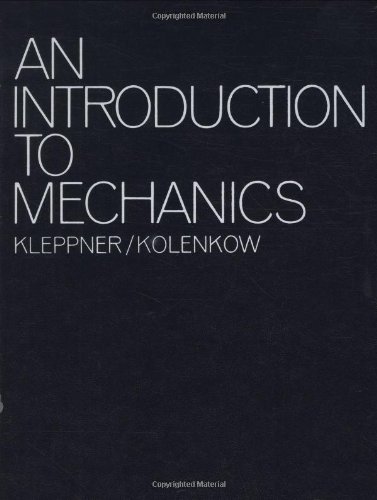 Copyrighted Material
AN
INTRODUCTION
TO
MECHANICS
KLEPPNER/KOLENKOW
Copyrighted Material